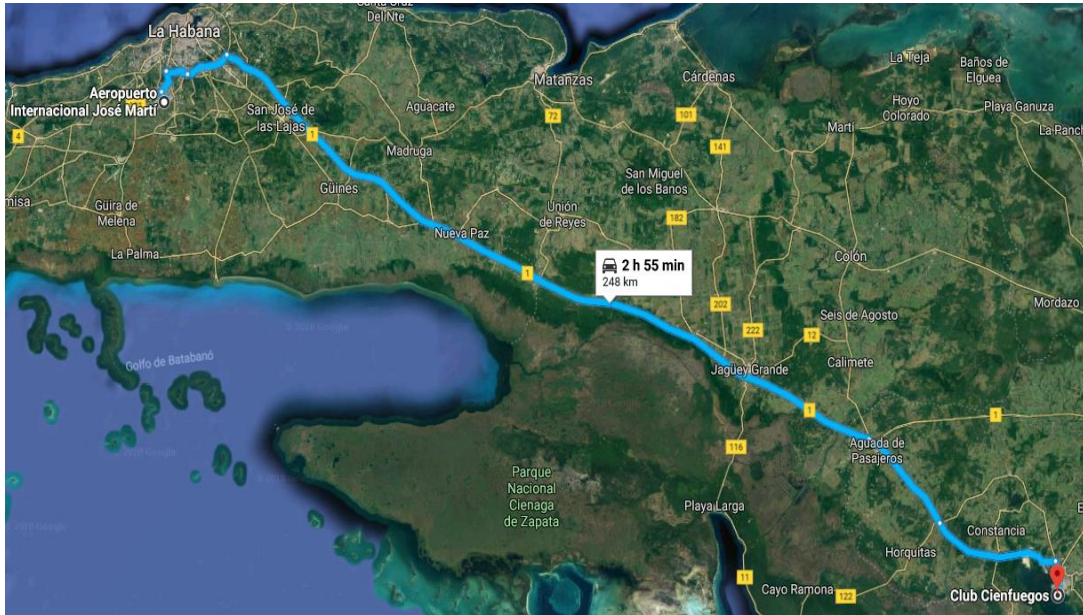 Santa Cruz
Del Nte
La Habana
La Teja
Baños de
Elguea
Matanzas
Cárdenas
Aeropuerto
Internacional José Martí
San José de
las Lajas
Aguacate
Hoyo
Colorado
Playa Ganuza
72
101
Martí
La Panch
4
1
141
Madruga
San Miguel
de los Banos
Güines
misa
Güira de
Melena
Unión
de Reyes
182
Nueva Paz
La Palma
Colón
1
2 h 55 min
248 km
Mordazo
202
Seis de Agosto
222
12
© 2018 Google
Golfo de Batabanó
Calimete
Jagüey Grande
1
1
Aguada de
Pasajeros
116
Parque
Nacional
Cienaga
de Zapata
Playa Larga
Constancia
Horquitas
11
Cayo Ramona
122
Club Cienfuegos